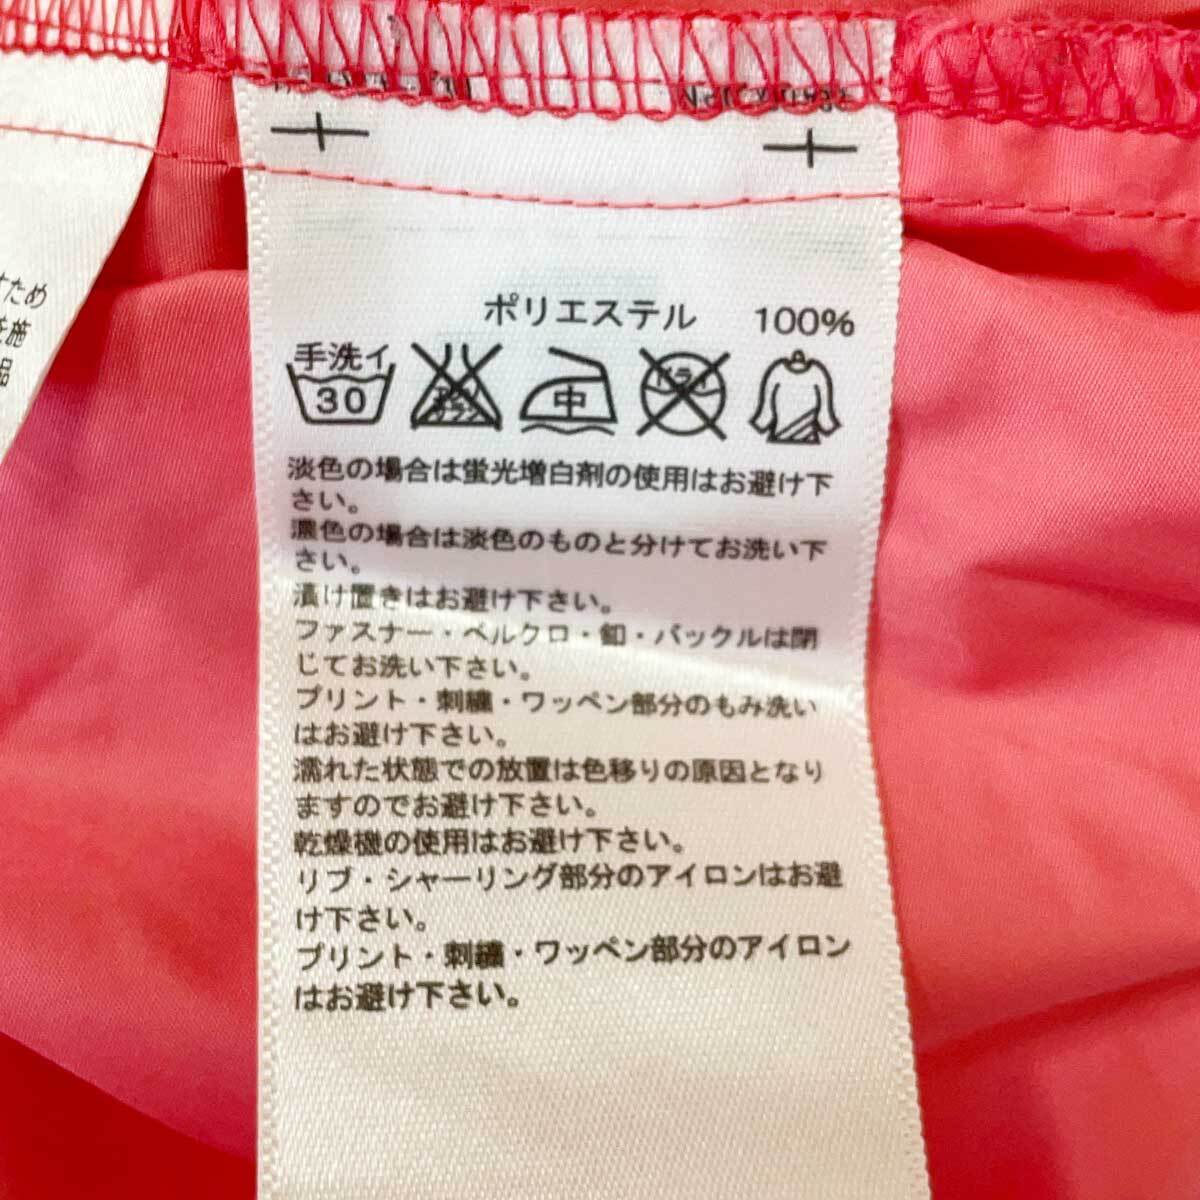 すため
を施
品
ポリエステル 100%
手洗イ
30
中
ドライ
淡色の場合は蛍光増白剤の使用はお避け下
さい。
濃色の場合は淡色のものと分けてお洗い下
さい。
漬け置きはお避け下さい。
ファスナー・ベルクロ・釦・バックルは閉
じてお洗い下さい。
プリント・刺繍・ワッペン部分のもみ洗い
はお避け下さい。
濡れた状態での放置は色移りの原因となり
ますのでお避け下さい。
乾燥機の使用はお避け下さい。
リブ・シャーリング部分のアイロンはお避
け下さい。
プリント・刺繍・ワッペン部分のアイロン
はお避け下さい。